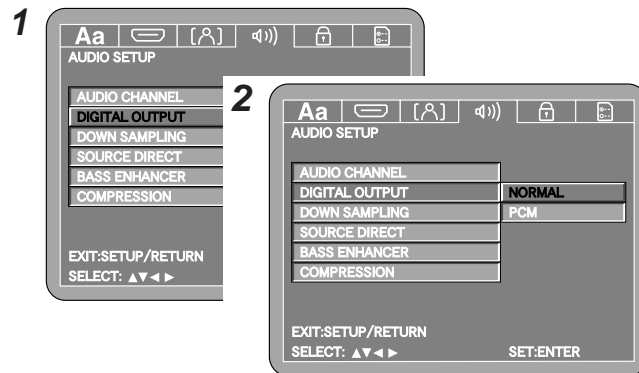 1
Aa
AUDIO SETUP
AUDIO CHANNEL
DIGITAL OUTPUT
DOWN SAMPLING
SOURCE DIRECT
BASS ENHANCER
COMPRESSION
EXIT:SETUP/RETURN
SELECT: ▲▼◄►
2
Aa
AUDIO SETUP
AUDIO CHANNEL
DIGITAL OUTPUT NORMAL
DOWN SAMPLING PCM
SOURCE DIRECT
BASS ENHANCER
COMPRESSION
EXIT:SETUP/RETURN
SELECT: ▲▼◄► SET:ENTER